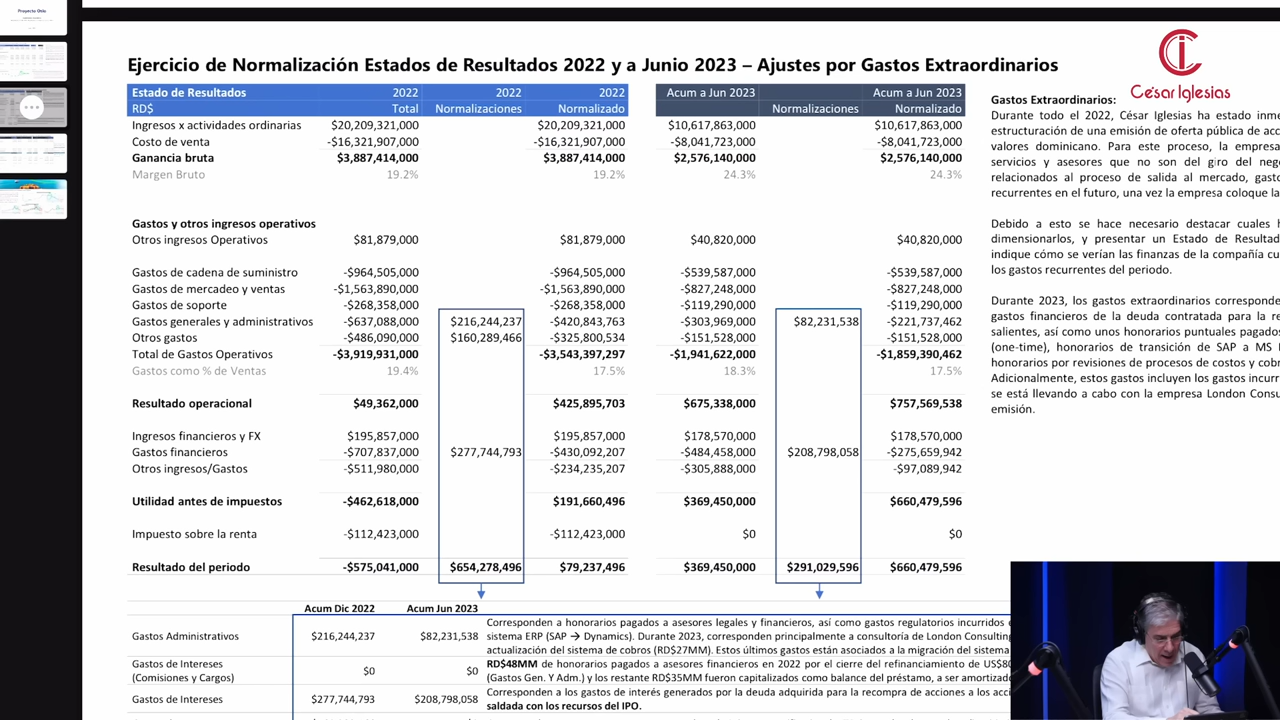 Proyecto Otis
Ejercicio de Normalización Estados de Resultados 2022 y a Junio 2023 – Ajustes por Gastos Extraordinarios
César Iglesias
Estado de Resultados 2022 2022 2022 Acum a Jun 2023 Acum a Jun 2023
RD$ Total Normalizaciones Normalizado Normalizaciones Normalizado
Ingresos x actividades ordinarias $20,209,321,000 $20,209,321,000 $10,617,863,000 $10,617,863,000
Costo de venta -$16,321,907,000 -$16,321,907,000 -$8,041,723,000 -$8,041,723,000
Ganancia bruta $3,887,414,000 $3,887,414,000 $2,576,140,000 $2,576,140,000
Margen Bruto 19.2% 19.2% 24.3% 24.3%
Gastos y otros ingresos operativos
Otros ingresos Operativos $81,879,000 $81,879,000 $40,820,000 $40,820,000
Gastos de cadena de suministro -$964,505,000 -$964,505,000 -$539,587,000 -$539,587,000
Gastos de mercadeo y ventas -$1,563,890,000 -$1,563,890,000 -$827,248,000 -$827,248,000
Gastos de soporte -$268,358,000 -$268,358,000 -$119,290,000 -$119,290,000
Gastos generales y administrativos -$637,088,000 $216,244,237 -$420,843,763 -$303,969,000 $82,231,538 -$221,737,462
Otros gastos -$486,090,000 $160,289,466 -$325,800,534 -$151,528,000 -$151,528,000
Total de Gastos Operativos -$3,919,931,000 -$3,543,397,297 -$1,941,622,000 -$1,859,390,462
Gastos como % de Ventas 19.4% 17.5% 18.3% 17.5%
Resultado operacional $49,362,000 $425,895,703 $675,338,000 $757,569,538
Ingresos financieros y FX $195,857,000 $195,857,000 $178,570,000 $178,570,000
Gastos financieros -$707,837,000 $277,744,793 -$430,092,207 -$484,458,000 $208,798,058 -$275,659,942
Otros ingresos/Gastos -$511,980,000 -$234,235,207 -$305,888,000 -$97,089,942
Utilidad antes de impuestos -$462,618,000 $191,660,496 $369,450,000 $660,479,596
Impuesto sobre la renta -$112,423,000 -$112,423,000 $0 $0
Resultado del periodo -$575,041,000 $654,278,496 $79,237,496 $369,450,000 $291,029,596 $660,479,596
Gastos Extraordinarios:
Durante todo el 2022, César Iglesias ha estado inme
estructuración de una emisión de oferta pública de acc
valores dominicano. Para este proceso, la empresa
servicios y asesores que no son del giro del nego
relacionados al proceso de salida al mercado, gasto
recurrentes en el futuro, una vez la empresa coloque la
Debido a esto se hace necesario destacar cuales h
dimensionarlos, y presentar un Estado de Resultad
indique cómo se verían las finanzas de la compañía cu
los gastos recurrentes del periodo.
Durante 2023, los gastos extraordinarios corresponde
gastos financieros de la deuda contratada para la re
salientes, así como unos honorarios puntuales pagados
(one-time), honorarios de transición de SAP a MS
honorarios por revisiones de procesos de costos y cobr
Adicionalmente, estos gastos incluyen los gastos incurr
se está llevando a cabo con la empresa London Consu
emisión.
Acum Dic 2022 Acum Jun 2023
Gastos Administrativos $216,244,237 $82,231,538 Corresponden a honorarios pagados a asesores legales y financieros, así como gastos regulatorios incurridos
sistema ERP (SAP → Dynamics). Durante 2023, corresponden principalmente a consultoría de London Consulting
actualización del sistema de cobros (RD$27MM). Estos últimos gastos están asociados a la migración del sistema
Gastos de Intereses
(Comisiones y Cargos) $0 $0 RD$48MM de honorarios pagados a asesores financieros en 2022 por el cierre del refinanciamiento de US$80
(Gastos Gen. Y Adm.) y los restante RD$35MM fueron capitalizados como balance del préstamo, a ser amortizado
Gastos de Intereses $277,744,793 $208,798,058 Corresponden a los gastos de interés generados por la deuda adquirida para la recompra de acciones a los acci
saldada con los recursos del IPO.